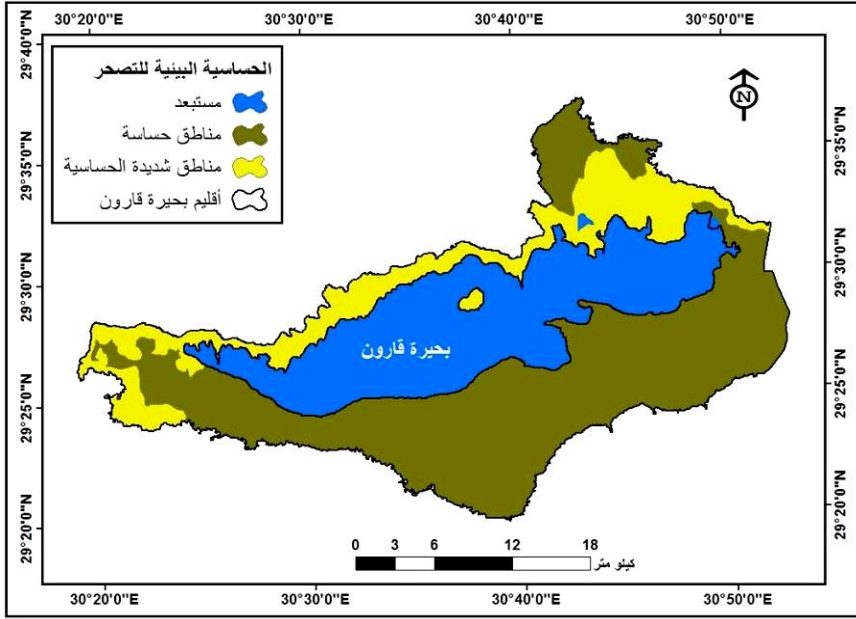 30°20'0"E 30°30'0"E 30°40'0"E 30°50'0"E
29°40'0"N
29°35'0"N
29°30'0"N
29°25'0"N
29°20'0"N
الحساسية البيئية للتصحر
مستبعد
مناطق حساسة
مناطق شديدة الحساسية
أقليم بحيرة قارون
N
29°35'0"N
29°30'0"N
29°25'0"N
29°20'0"N
بحيرة قارون
0 3 6 12 18
كيلو متر
30°20'0"E 30°30'0"E 30°40'0"E 30°50'0"E